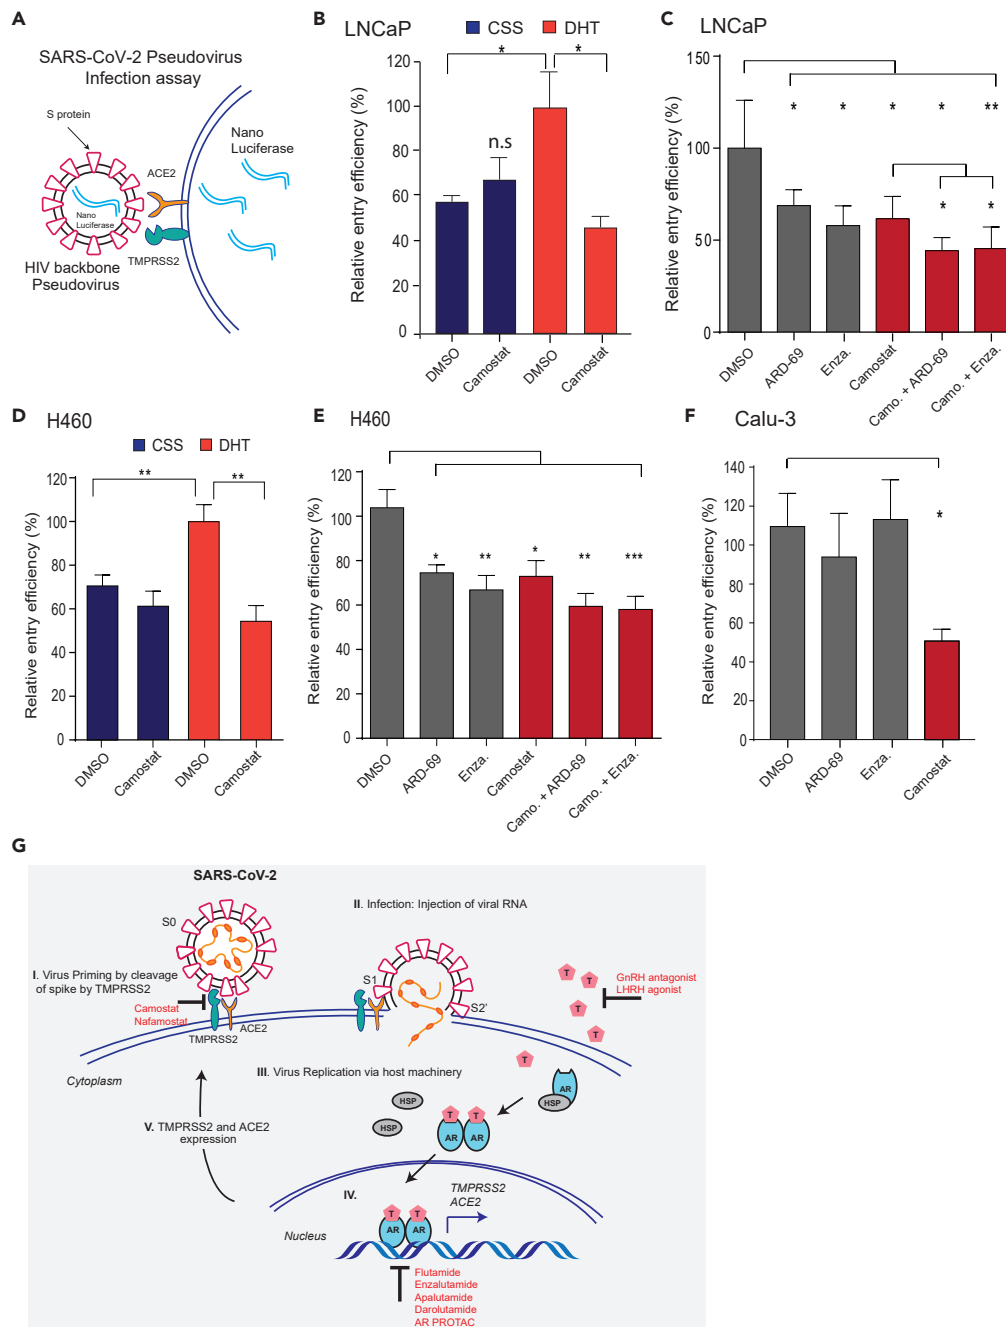 A
SARS-CoV-2 Pseudovirus
Infection assay
S protein
ACE2
Nano
Luciferase
Nano
Luciferase
TMPRSS2
HIV backbone
Pseudovirus
B
LNCaP
CSS
DHT
Relative entry efficiency (%)
120
100
80
60
40
20
0
*
*
n.s
DMSO
Camostat
DMSO
Camostat
C
LNCaP
Relative entry efficiency (%)
150
100
50
0
* * * * **
* *
DMSO
ARD-69
Enza.
Camostat
Camo. + ARD-69
Camo. + Enza.
D
H460
CSS
DHT
Relative entry efficiency (%)
120
100
80
60
40
20
0
** **
DMSO
Camostat
DMSO
Camostat
E
H460
Relative entry efficiency (%)
120
100
80
60
40
20
0
* ** * ** ***
DMSO
ARD-69
Enza.
Camostat
Camo. + ARD-69
Camo. + Enza.
F
Calu-3
Relative entry efficiency (%)
140
120
100
80
60
40
20
0
*
DMSO
ARD-69
Enza.
Camostat
G
SARS-CoV-2
S0
II. Infection: Injection of viral RNA
I. Virus Priming by cleavage
of spike by TMPRSS2
Camostat
Nafamostat
ACE2
TMPRSS2
S1
S2'
T
T
T
T
T
GnRH antagonist
LHRH agonist
Cytoplasm
III. Virus Replication via host machinery
AR
HSP
HSP
HSP
T T
AR AR
V. TMPRSS2 and ACE2
expression
IV.
TMPRSS2
ACE2
T T
AR AR
Nucleus
Flutamide
Enzalutamide
Apalutamide
Darolutamide
AR PROTAC